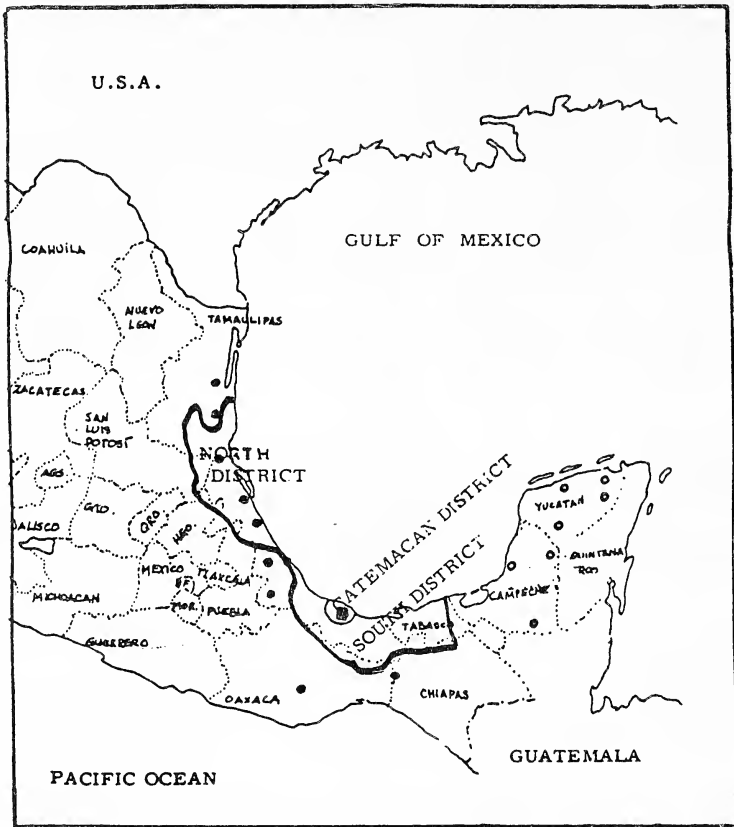 U.S.A.
GULF OF MEXICO
COAHUILA
NUEVO
LEON
TAMAULIPAS
ZACATECAS
SAN
LUIS
POTOSÍ
NORTH
DISTRICT
AGS
GTO
QRO
HGO
JALISCO
MEXICO
DF
TLAXCALA
MICHOACAN
MOR.
PUEBLA
GUERRERO
OAXACA
CATEMACAN DISTRICT
SOUTH DISTRICT
TABASCO
YUCATAN
QUINTANA
ROO
CAMPECHE
CHIAPAS
GUATEMALA
PACIFIC OCEAN